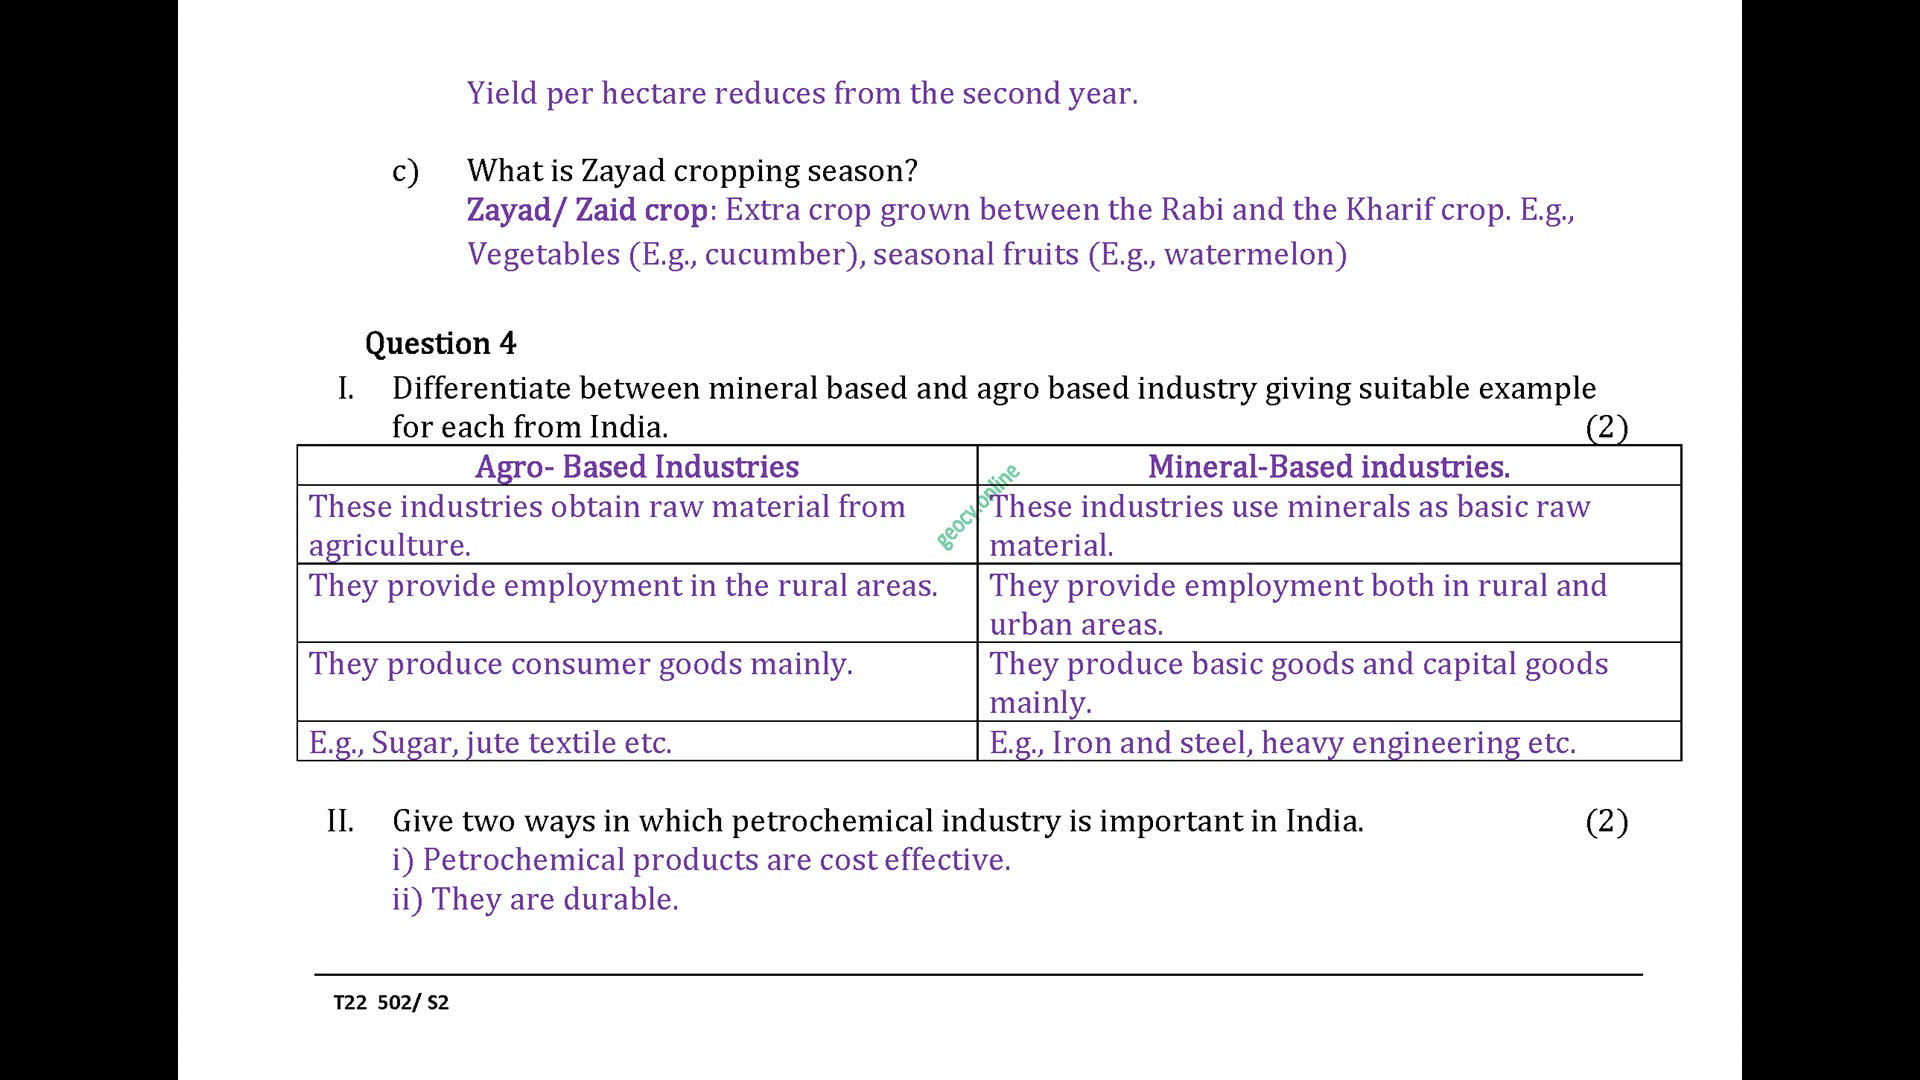 Yield per hectare reduces from the second year.
c) What is Zayad cropping season?
Zayad/ Zaid crop: Extra crop grown between the Rabi and the Kharif crop. E.g.,
Vegetables (E.g., cucumber), seasonal fruits (E.g., watermelon)
Question 4
I. Differentiate between mineral based and agro based industry giving suitable example
for each from India. (2)
Agro- Based Industries Mineral-Based industries.
These industries obtain raw material from
agriculture.
These industries use minerals as basic raw
material.
They provide employment in the rural areas.
They provide employment both in rural and
urban areas.
They produce consumer goods mainly.
They produce basic goods and capital goods
mainly.
E.g., Sugar, jute textile etc.
E.g., Iron and steel, heavy engineering etc.
geocv.online
II. Give two ways in which petrochemical industry is important in India. (2)
i) Petrochemical products are cost effective.
ii) They are durable.
T22 502/ S2